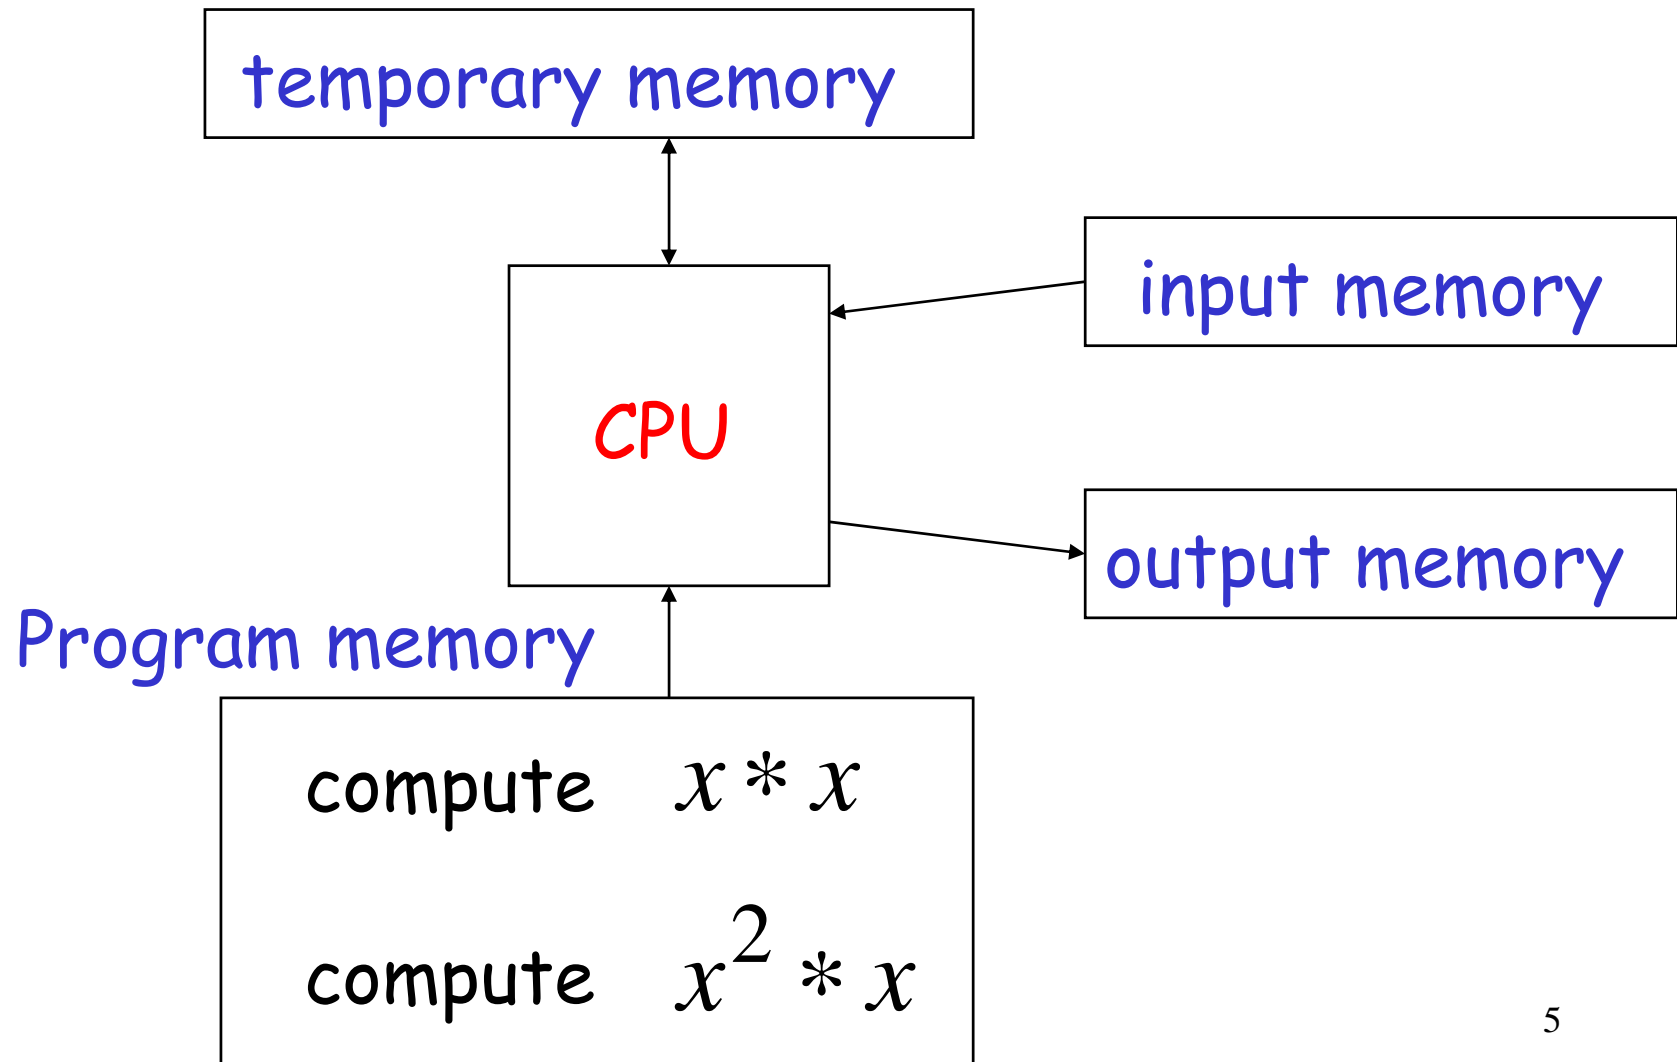 temporary memory
input memory
CPU
output memory
Program memory
compute x * x
compute x² * x
5